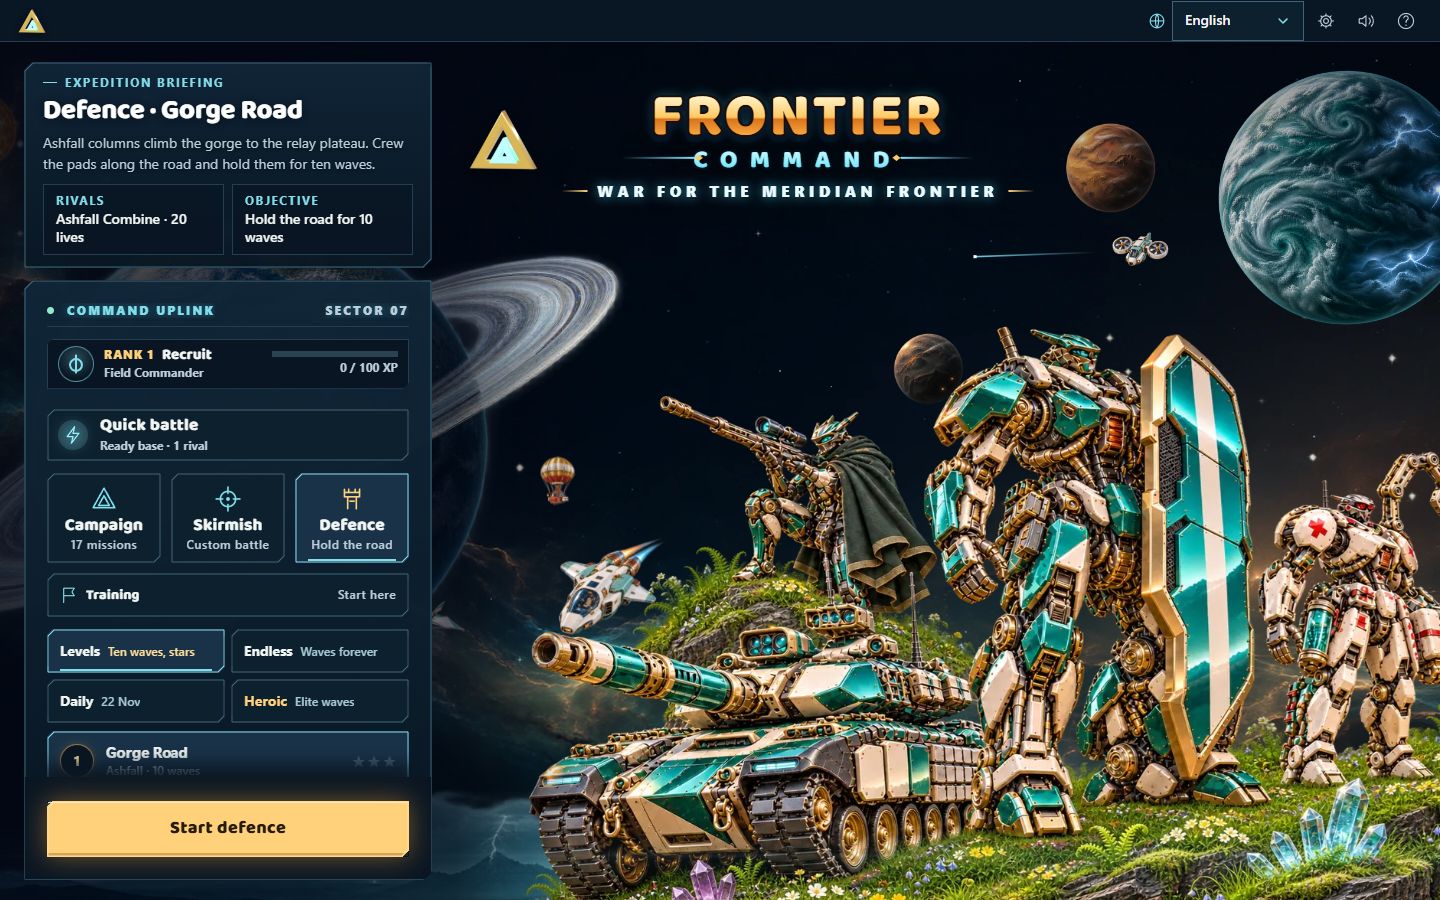 English
EXPEDITION BRIEFING
Defence · Gorge Road
Ashfall columns climb the gorge to the relay plateau. Crew
the pads along the road and hold them for ten waves.
RIVALS
Ashfall Combine · 20
lives
OBJECTIVE
Hold the road for 10
waves
FRONTIER
COMMAND
WAR FOR THE MERIDIAN FRONTIER
COMMAND UPLINK
SECTOR 07
RANK 1 Recruit
Field Commander
0 / 100 XP
Quick battle
Ready base · 1 rival
Campaign
17 missions
Skirmish
Custom battle
Defence
Hold the road
Training
Start here
Levels Ten waves, stars
Endless Waves forever
Daily 22 Nov
Heroic Elite waves
1
Gorge Road
Ashfall · 10 waves
Start defence